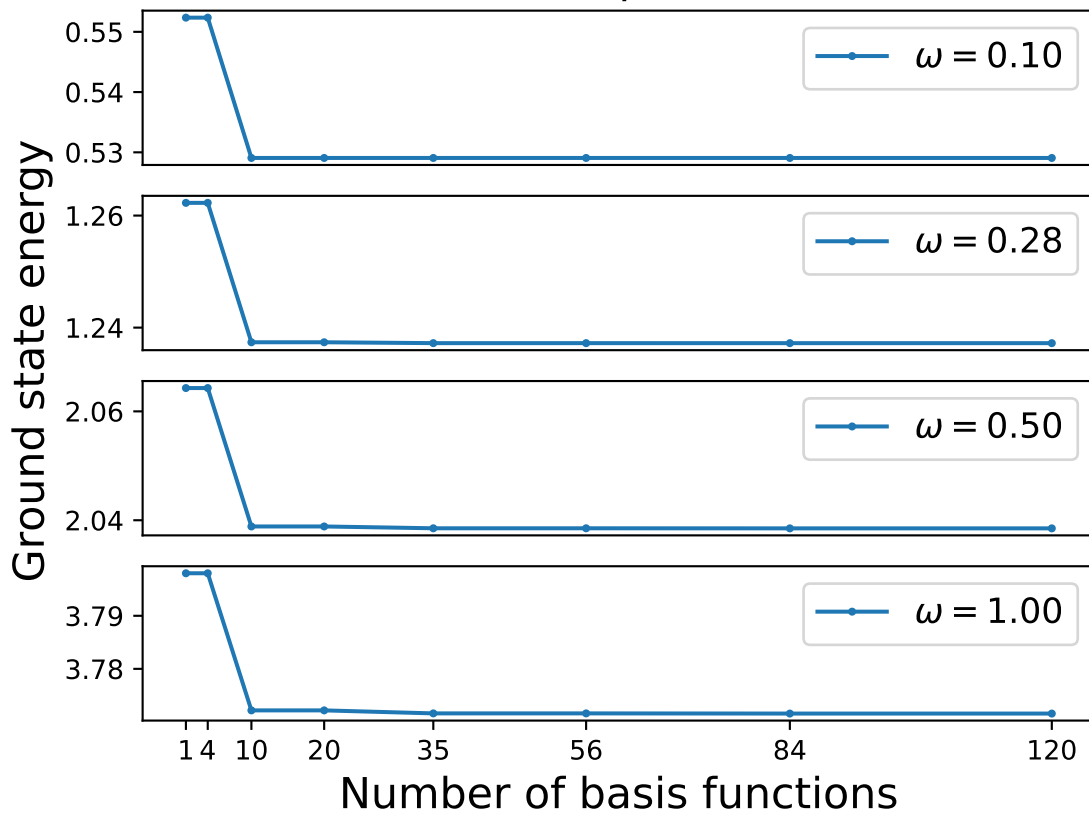 Ground state energy
0.55
0.54
0.53
ω = 0.10
1.26
1.24
ω = 0.28
2.06
2.04
ω = 0.50
3.79
3.78
ω = 1.00
1 4 10 20 35 56 84 120
Number of basis functions